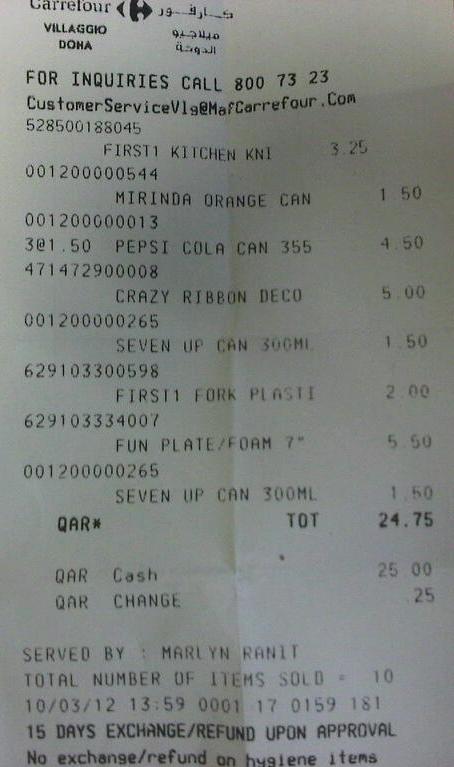 Carrefour كارفور
VILLAGGIO ميلاجيو
DOHA الدوحة
FOR INQUIRIES CALL 800 73 23
CustomerServiceVlg@MafCarrefour.Com
528500188045
FIRST1 KITCHEN KNI 3.25
001200000544
MIRINDA ORANGE CAN 1.50
001200000013
3@1.50 PEPSI COLA CAN 355 4.50
471472900008
CRAZY RIBBON DECO 5.00
001200000265
SEVEN UP CAN 300ML 1.50
629103300598
FIRST1 FORK PLASTI 2.00
629103334007
FUN PLATE/FOAM 7" 5.50
001200000265
SEVEN UP CAN 300ML 1.50
QAR* TOT 24.75
QAR Cash 25.00
QAR CHANGE .25
SERVED BY : MARLYN RANIT
TOTAL NUMBER OF ITEMS SOLD = 10
10/03/12 13:59 0001 17 0159 181
15 DAYS EXCHANGE/REFUND UPON APPROVAL
No exchange/refund on hygiene items